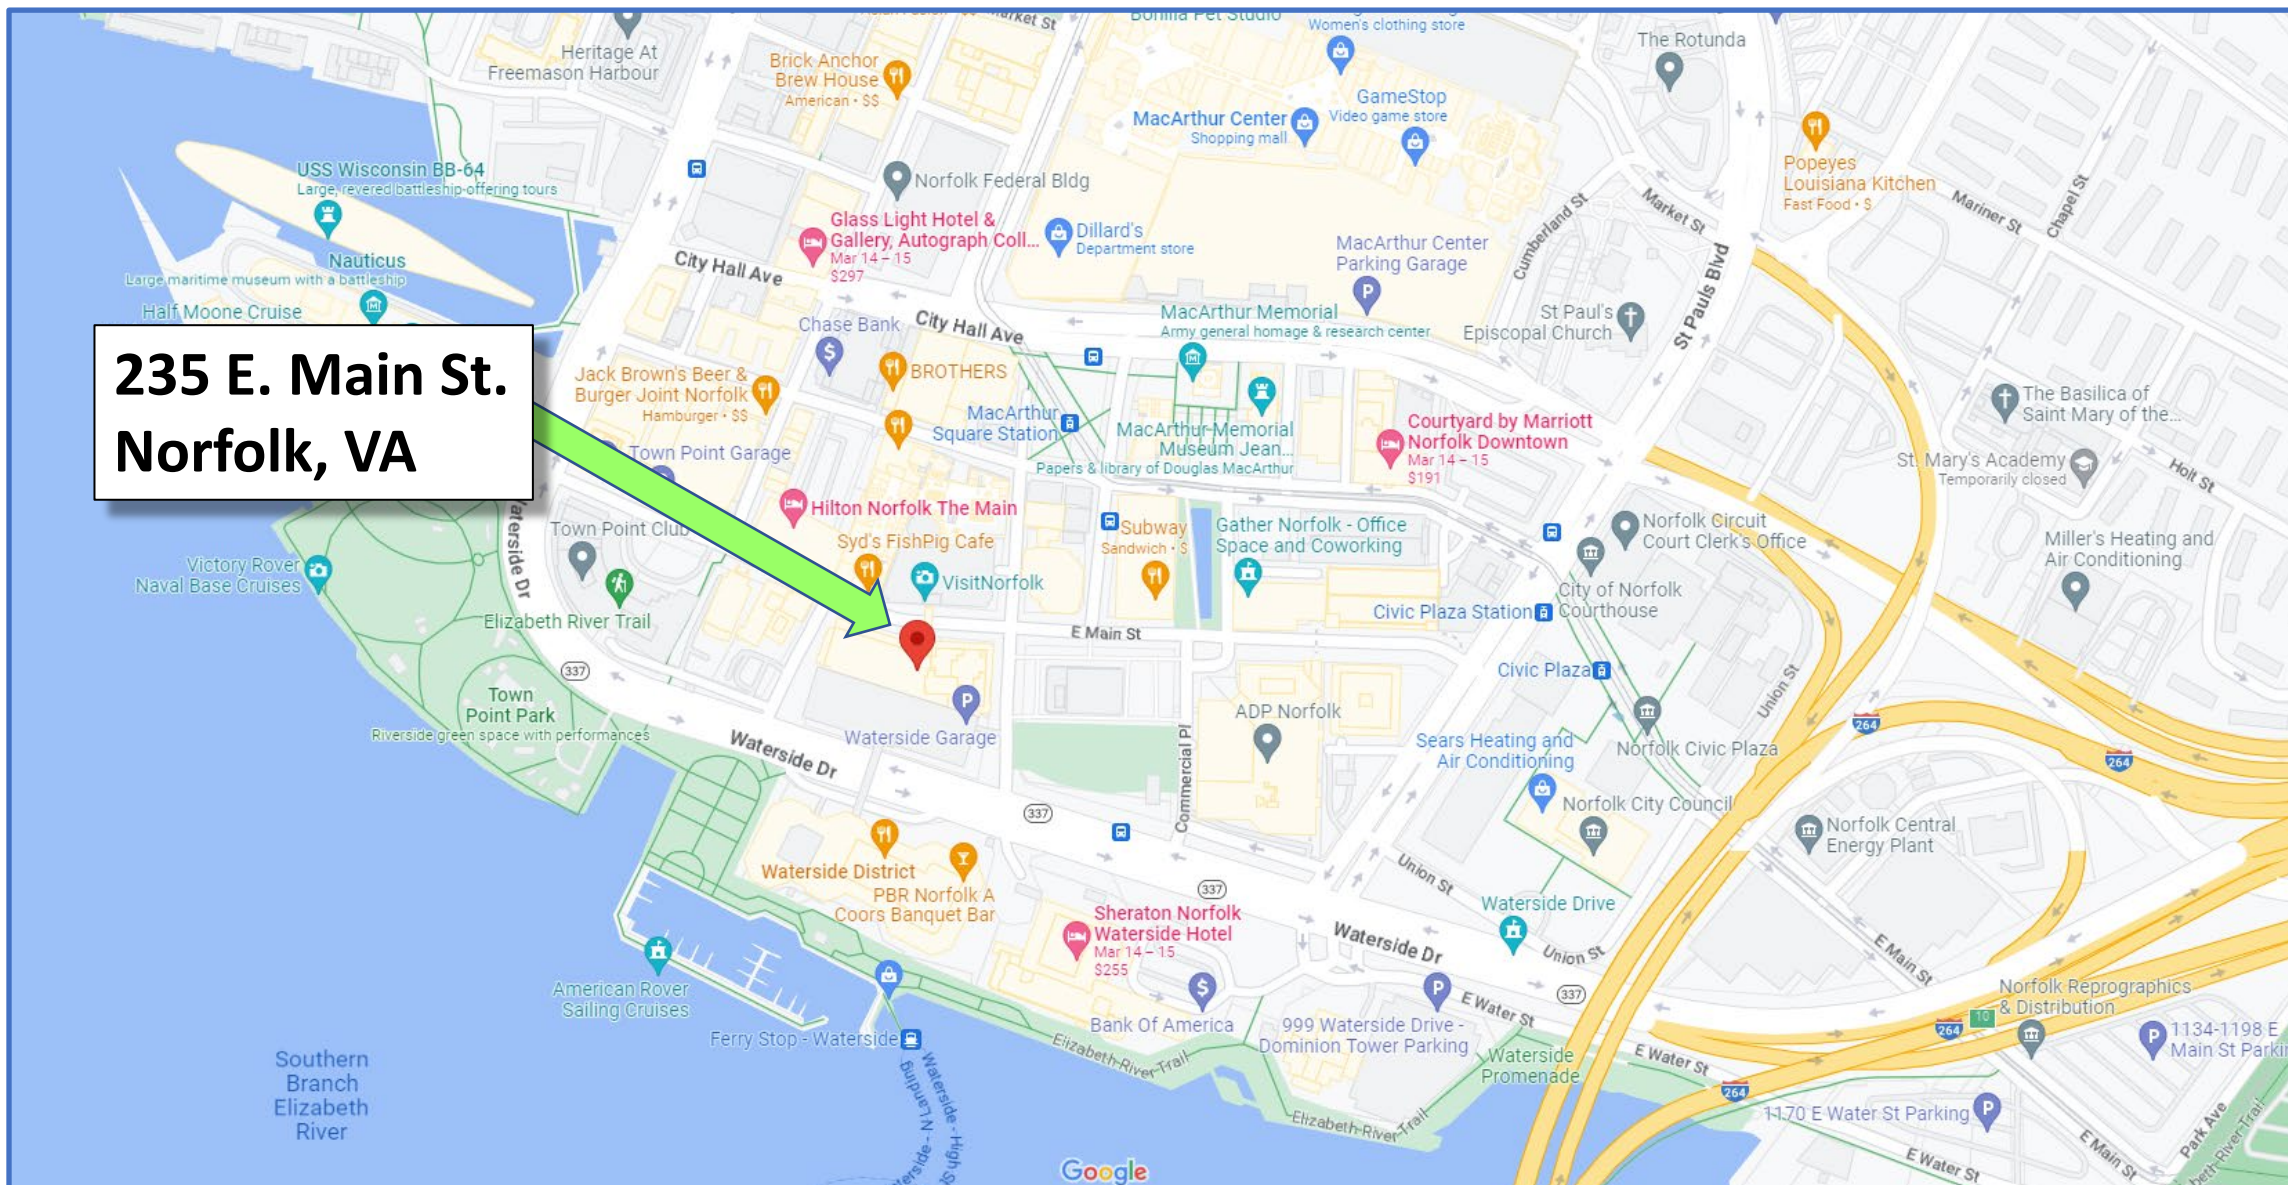 235 E. Main St.
Norfolk, VA
Heritage At
Freemason Harbour
Brick Anchor
Brew House
American • $$
Market St
Bonilla Pet Studio
Women's clothing store
The Rotunda
MacArthur Center
Shopping mall
GameStop
Video game store
Popeyes
Louisiana Kitchen
Fast Food • $
USS Wisconsin BB-64
Large, revered battleship offering tours
Nauticus
Large maritime museum with a battleship
Half Moone Cruise
Norfolk Federal Bldg
Glass Light Hotel &
Gallery, Autograph Coll...
Mar 14 – 15
$297
Dillard's
Department store
MacArthur Center
Parking Garage
Cumberland St
Market St
Mariner St
Chapel St
St Pauls Blvd
City Hall Ave
City Hall Ave
Chase Bank
MacArthur Memorial
Army general homage & research center
St Paul's
Episcopal Church
Jack Brown's Beer &
Burger Joint Norfolk
Hamburger • $$
BROTHERS
MacArthur
Square Station
MacArthur Memorial
Museum Jean...
Papers & library of Douglas MacArthur
Courtyard by Marriott
Norfolk Downtown
Mar 14 – 15
$191
The Basilica of
Saint Mary of the...
St. Mary's Academy
Temporarily closed
Holt St
Town Point Garage
Hilton Norfolk The Main
Town Point Club
Syd's FishPig Cafe
VisitNorfolk
Subway
Sandwich • $
Gather Norfolk - Office
Space and Coworking
Norfolk Circuit
Court Clerk's Office
Miller's Heating and
Air Conditioning
City of Norfolk
Courthouse
Civic Plaza Station
Victory Rover
Naval Base Cruises
Elizabeth River Trail
E Main St
Civic Plaza
Union St
337
Town
Point Park
Riverside green space with performances
Waterside Dr
Waterside Garage
ADP Norfolk
Commercial Pl
Sears Heating and
Air Conditioning
Norfolk Civic Plaza
264
264
337
Norfolk City Council
Norfolk Central
Energy Plant
Waterside District
PBR Norfolk A
Coors Banquet Bar
337
Union St
Waterside Drive
Sheraton Norfolk
Waterside Hotel
Mar 14 – 15
$255
Waterside Dr
Union St
E Main St
American Rover
Sailing Cruises
Ferry Stop - Waterside
Bank Of America
999 Waterside Drive -
Dominion Tower Parking
E Water St
337
Norfolk Reprographics
& Distribution
264
10
1134-1198 E
Main St Parkin
Elizabeth River Trail
Waterside
Promenade
E Water St
264
Southern
Branch
Elizabeth
River
Waterside - High St
Elizabeth River Trail
1170 E Water St Parking
Park Ave
E Main St
E Water St
Google